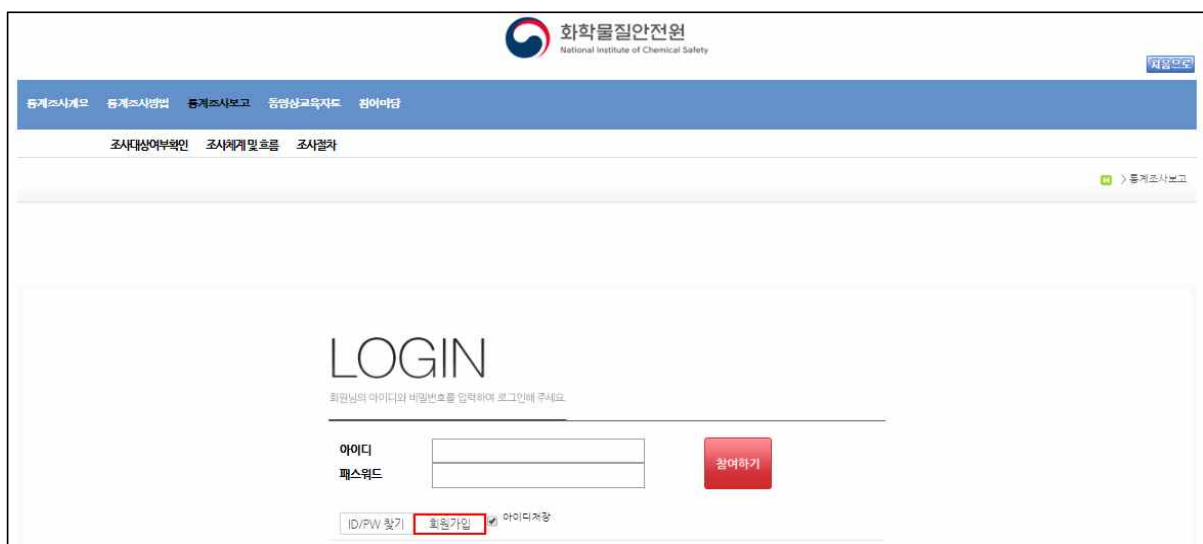 화학물질안전원
National Institute of Chemical Safety
처음으로
통계조사개요 통계조사방법 통계조사보고 동영상교육자료 참여마당
조사대상여부확인 조사체계 및 흐름 조사절차
> 통계조사보고
LOGIN
회원님의 아이디와 비밀번호를 입력하여 로그인해 주세요.
아이디
패스워드
참여하기
ID/PW 찾기 회원가입 아이디저장